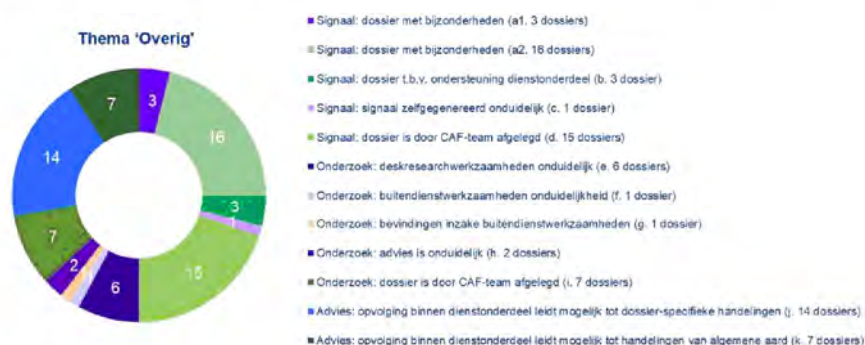 Thema 'Overig'
3
16
3
1
15
6
1
2
7
14
7
Signaal: dossier met bijzonderheden (a1. 3 dossiers)
Signaal: dossier met bijzonderheden (a2. 16 dossiers)
Signaal: dossier t.b.v. ondersteuning dienstonderdeel (b. 3 dossier)
Signaal: signaal zelfgegenereerd onduidelijk (c. 1 dossier)
Signaal: dossier is door CAF-team afgelegd (d. 15 dossiers)
Onderzoek: deskresearchwerkzaamheden onduidelijk (e. 6 dossiers)
Onderzoek: buitendienstwerkzaamheden onduidelijkheid (f. 1 dossier)
Onderzoek: bevindingen inzake buitendienstwerkzaamheden (g. 1 dossier)
Onderzoek: advies is onduidelijk (h. 2 dossiers)
Onderzoek: dossier is door CAF-team afgelegd (i. 7 dossiers)
Advies: opvolging binnen dienstonderdeel leidt mogelijk tot dossier-specifieke handelingen (j. 14 dossiers)
Advies: opvolging binnen dienstonderdeel leidt mogelijk tot handelingen van algemene aard (k. 7 dossiers)